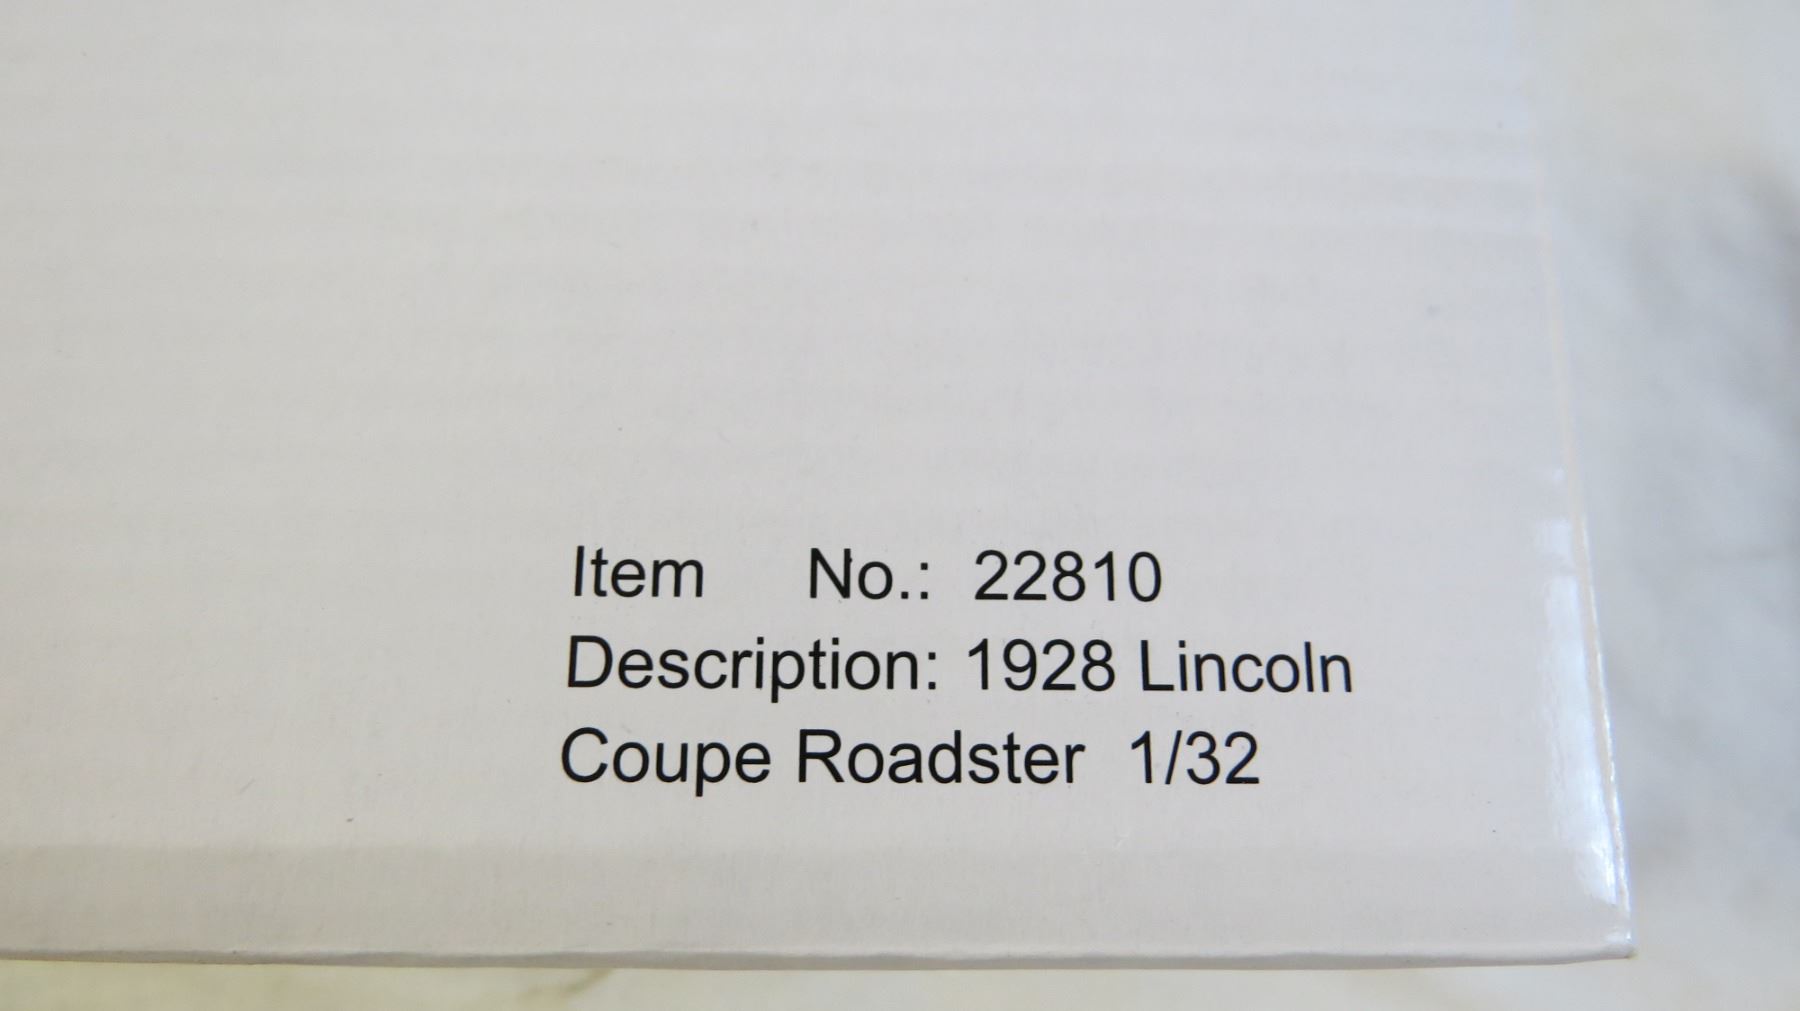 Item No.: 22810
Description: 1928 Lincoln
Coupe Roadster 1/32